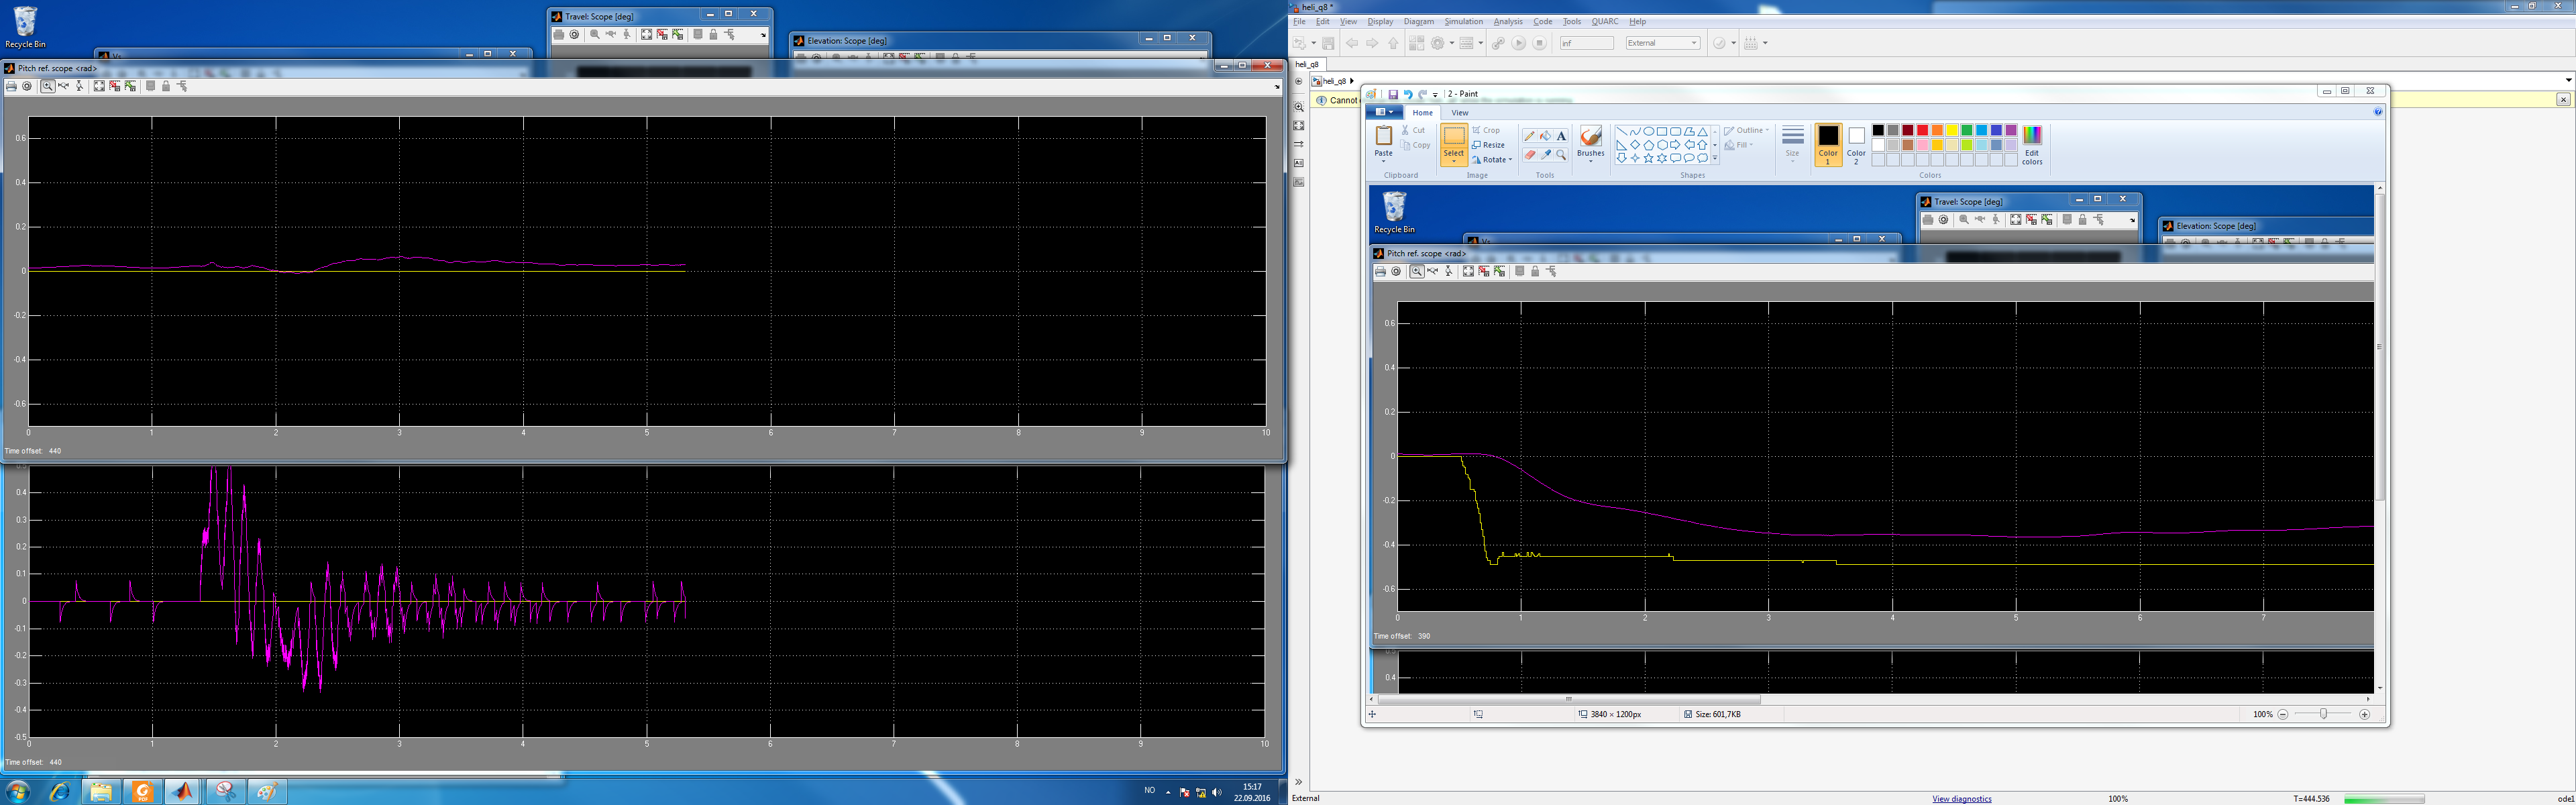 Recycle Bin
Travel: Scope [deg]
Elevation: Scope [deg]
Pitch ref. scope <rad>
0.6
0.4
0.2
0
-0.2
-0.4
-0.6
0 1 2 3 4 5 6 7 8 9 10
Time offset: 440
0.5
0.4
0.3
0.2
0.1
0
-0.1
-0.2
-0.3
-0.4
-0.5
0 1 2 3 4 5 6 7 8 9 10
Time offset: 440
NO
15:17
22.09.2016
heli_q8 *
File Edit View Display Diagram Simulation Analysis Code Tools QUARC Help
inf
External
heli_q8
heli_q8
Cannot
2 - Paint
Home View
Paste
Cut
Copy
Select
Crop
Resize
Rotate
Brushes
Outline
Fill
Size
Color 1
Color 2
Edit colors
Clipboard Image Tools Shapes Colors
Recycle Bin
Travel: Scope [deg]
Elevation: Scope [deg]
Pitch ref. scope <rad>
0.6
0.4
0.2
0
-0.2
-0.4
-0.6
0 1 2 3 4 5 6 7
Time offset: 390
0.4
3840 × 1200px
Size: 601,7KB
100%
External
View diagnostics
100%
T=444.536
ode1